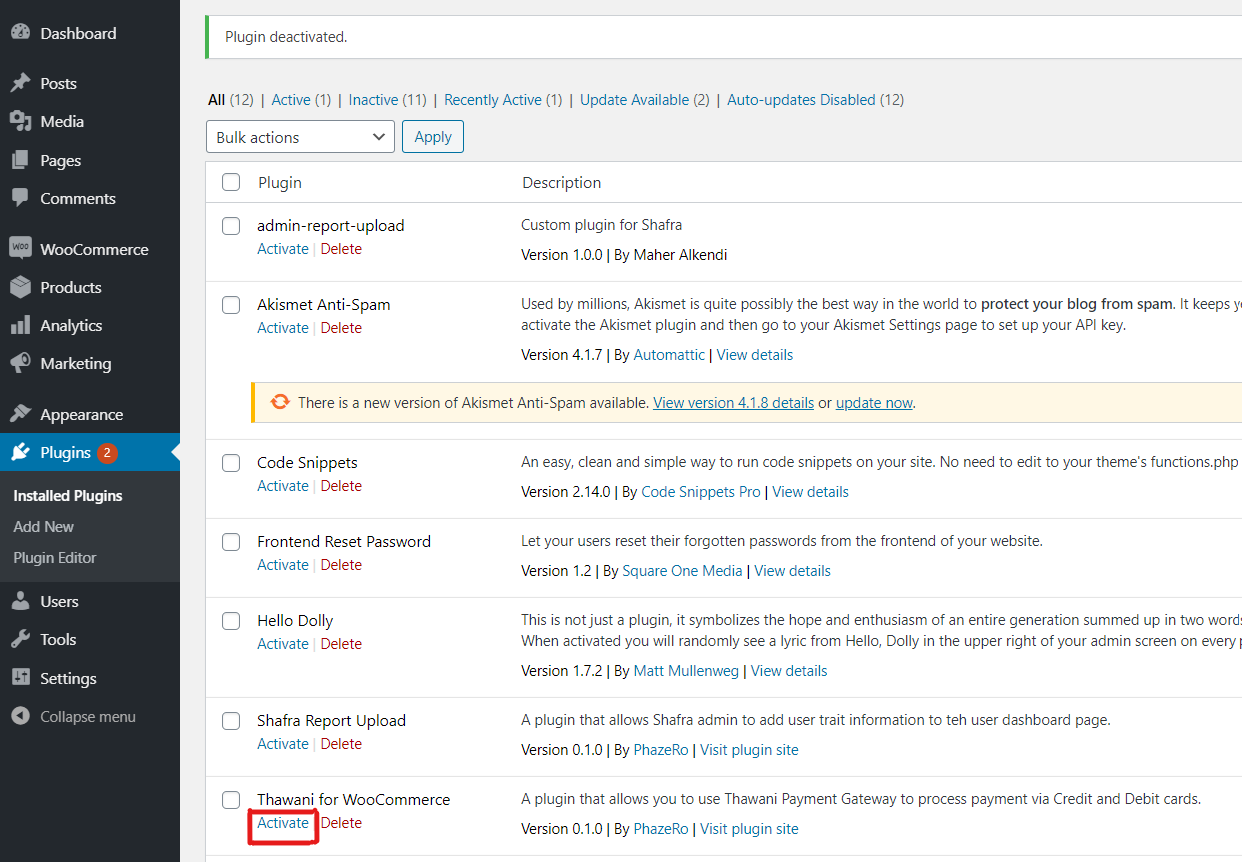 Dashboard
Posts
Media
Pages
Comments
WOO WooCommerce
Products
Analytics
Marketing
Appearance
Plugins 2
Installed Plugins
Add New
Plugin Editor
Users
Tools
Settings
Collapse menu
Plugin deactivated.
All (12) | Active (1) | Inactive (11) | Recently Active (1) | Update Available (2) | Auto-updates Disabled (12)
Bulk actions Apply
Plugin Description
admin-report-upload Custom plugin for Shafra
Activate | Delete
Version 1.0.0 | By Maher Alkendi
Akismet Anti-Spam Used by millions, Akismet is quite possibly the best way in the world to protect your blog from spam. It keeps
Activate | Delete activate the Akismet plugin and then go to your Akismet Settings page to set up your API key.
Version 4.1.7 | By Automattic | View details
There is a new version of Akismet Anti-Spam available. View version 4.1.8 details or update now.
Code Snippets An easy, clean and simple way to run code snippets on your site. No need to edit to your theme's functions.php
Activate | Delete
Version 2.14.0 | By Code Snippets Pro | View details
Frontend Reset Password Let your users reset their forgotten passwords from the frontend of your website.
Activate | Delete
Version 1.2 | By Square One Media | View details
Hello Dolly This is not just a plugin, it symbolizes the hope and enthusiasm of an entire generation summed up in two words
Activate | Delete When activated you will randomly see a lyric from Hello, Dolly in the upper right of your admin screen on every
Version 1.7.2 | By Matt Mullenweg | View details
Shafra Report Upload A plugin that allows Shafra admin to add user trait information to teh user dashboard page.
Activate | Delete
Version 0.1.0 | By PhazeRo | Visit plugin site
Thawani for WooCommerce A plugin that allows you to use Thawani Payment Gateway to process payment via Credit and Debit cards.
Activate | Delete
Version 0.1.0 | By PhazeRo | Visit plugin site